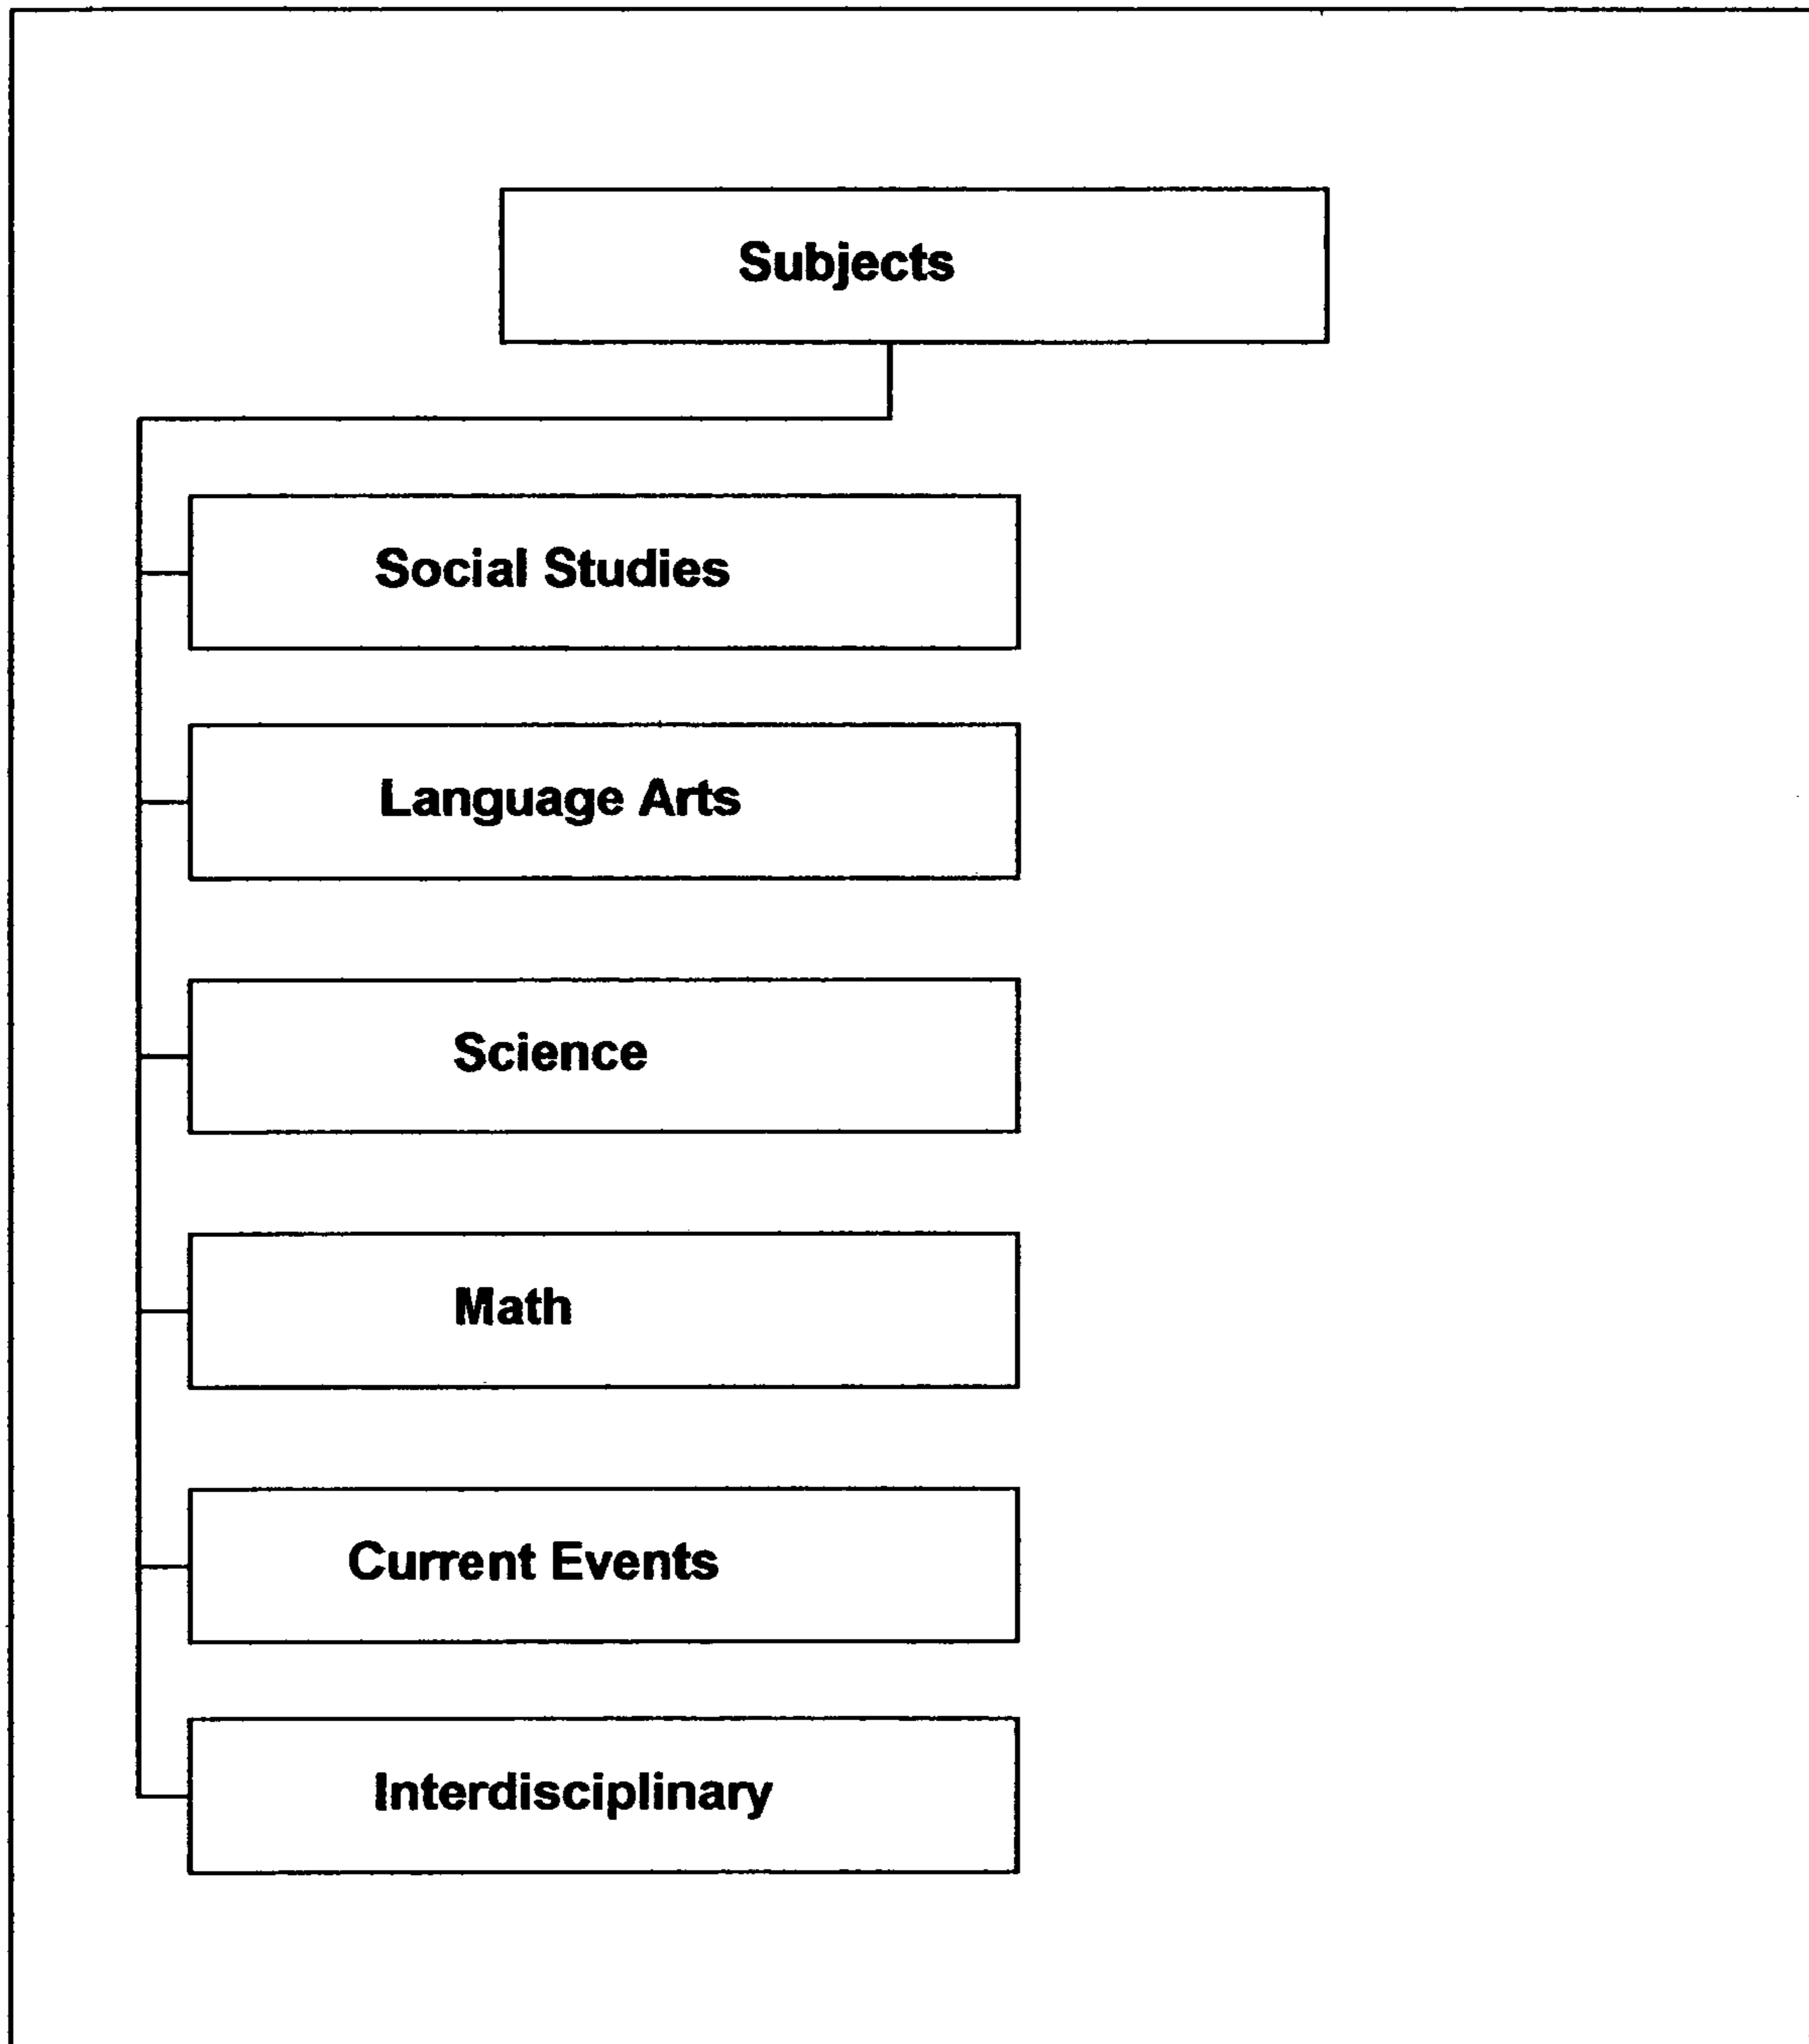 Subjects
Social Studies
Language Arts
Science
Math
Current Events
Interdisciplinary